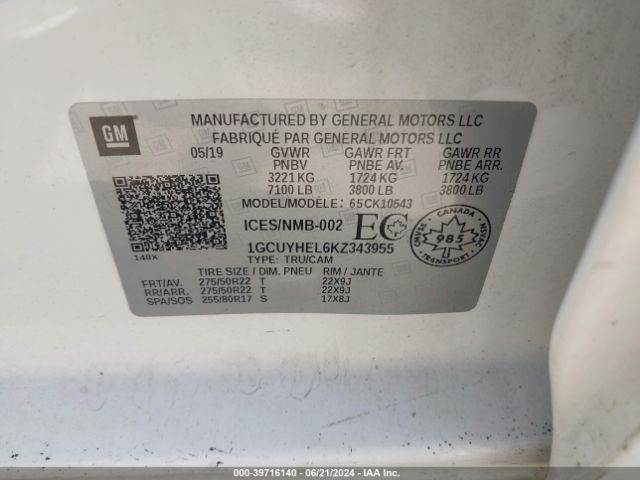 GM
MANUFACTURED BY GENERAL MOTORS LLC
FABRIQUÉ PAR GENERAL MOTORS LLC
05/19 GVWR GAWR FRT GAWR RR
PNBV PNBE AV. PNBE ARR.
3221 KG 1724 KG 1724 KG
7100 LB 3800 LB 3800 LB
MODEL/MODÈLE: 65CK10543
ICES/NMB-002 EC
CANADA
985
TRANS
140X
1GCUYHEL6KZ343955
TYPE: TRU/CAM
TIRE SIZE / DIM. PNEU RIM / JANTE
FRT/AV. 275/50R22 T 22X9J
RR/ARR. 275/50R22 T 22X9J
SPA/SOS 255/80R17 S 17X8J
000-39716140 06/21/2024 IAA Inc.